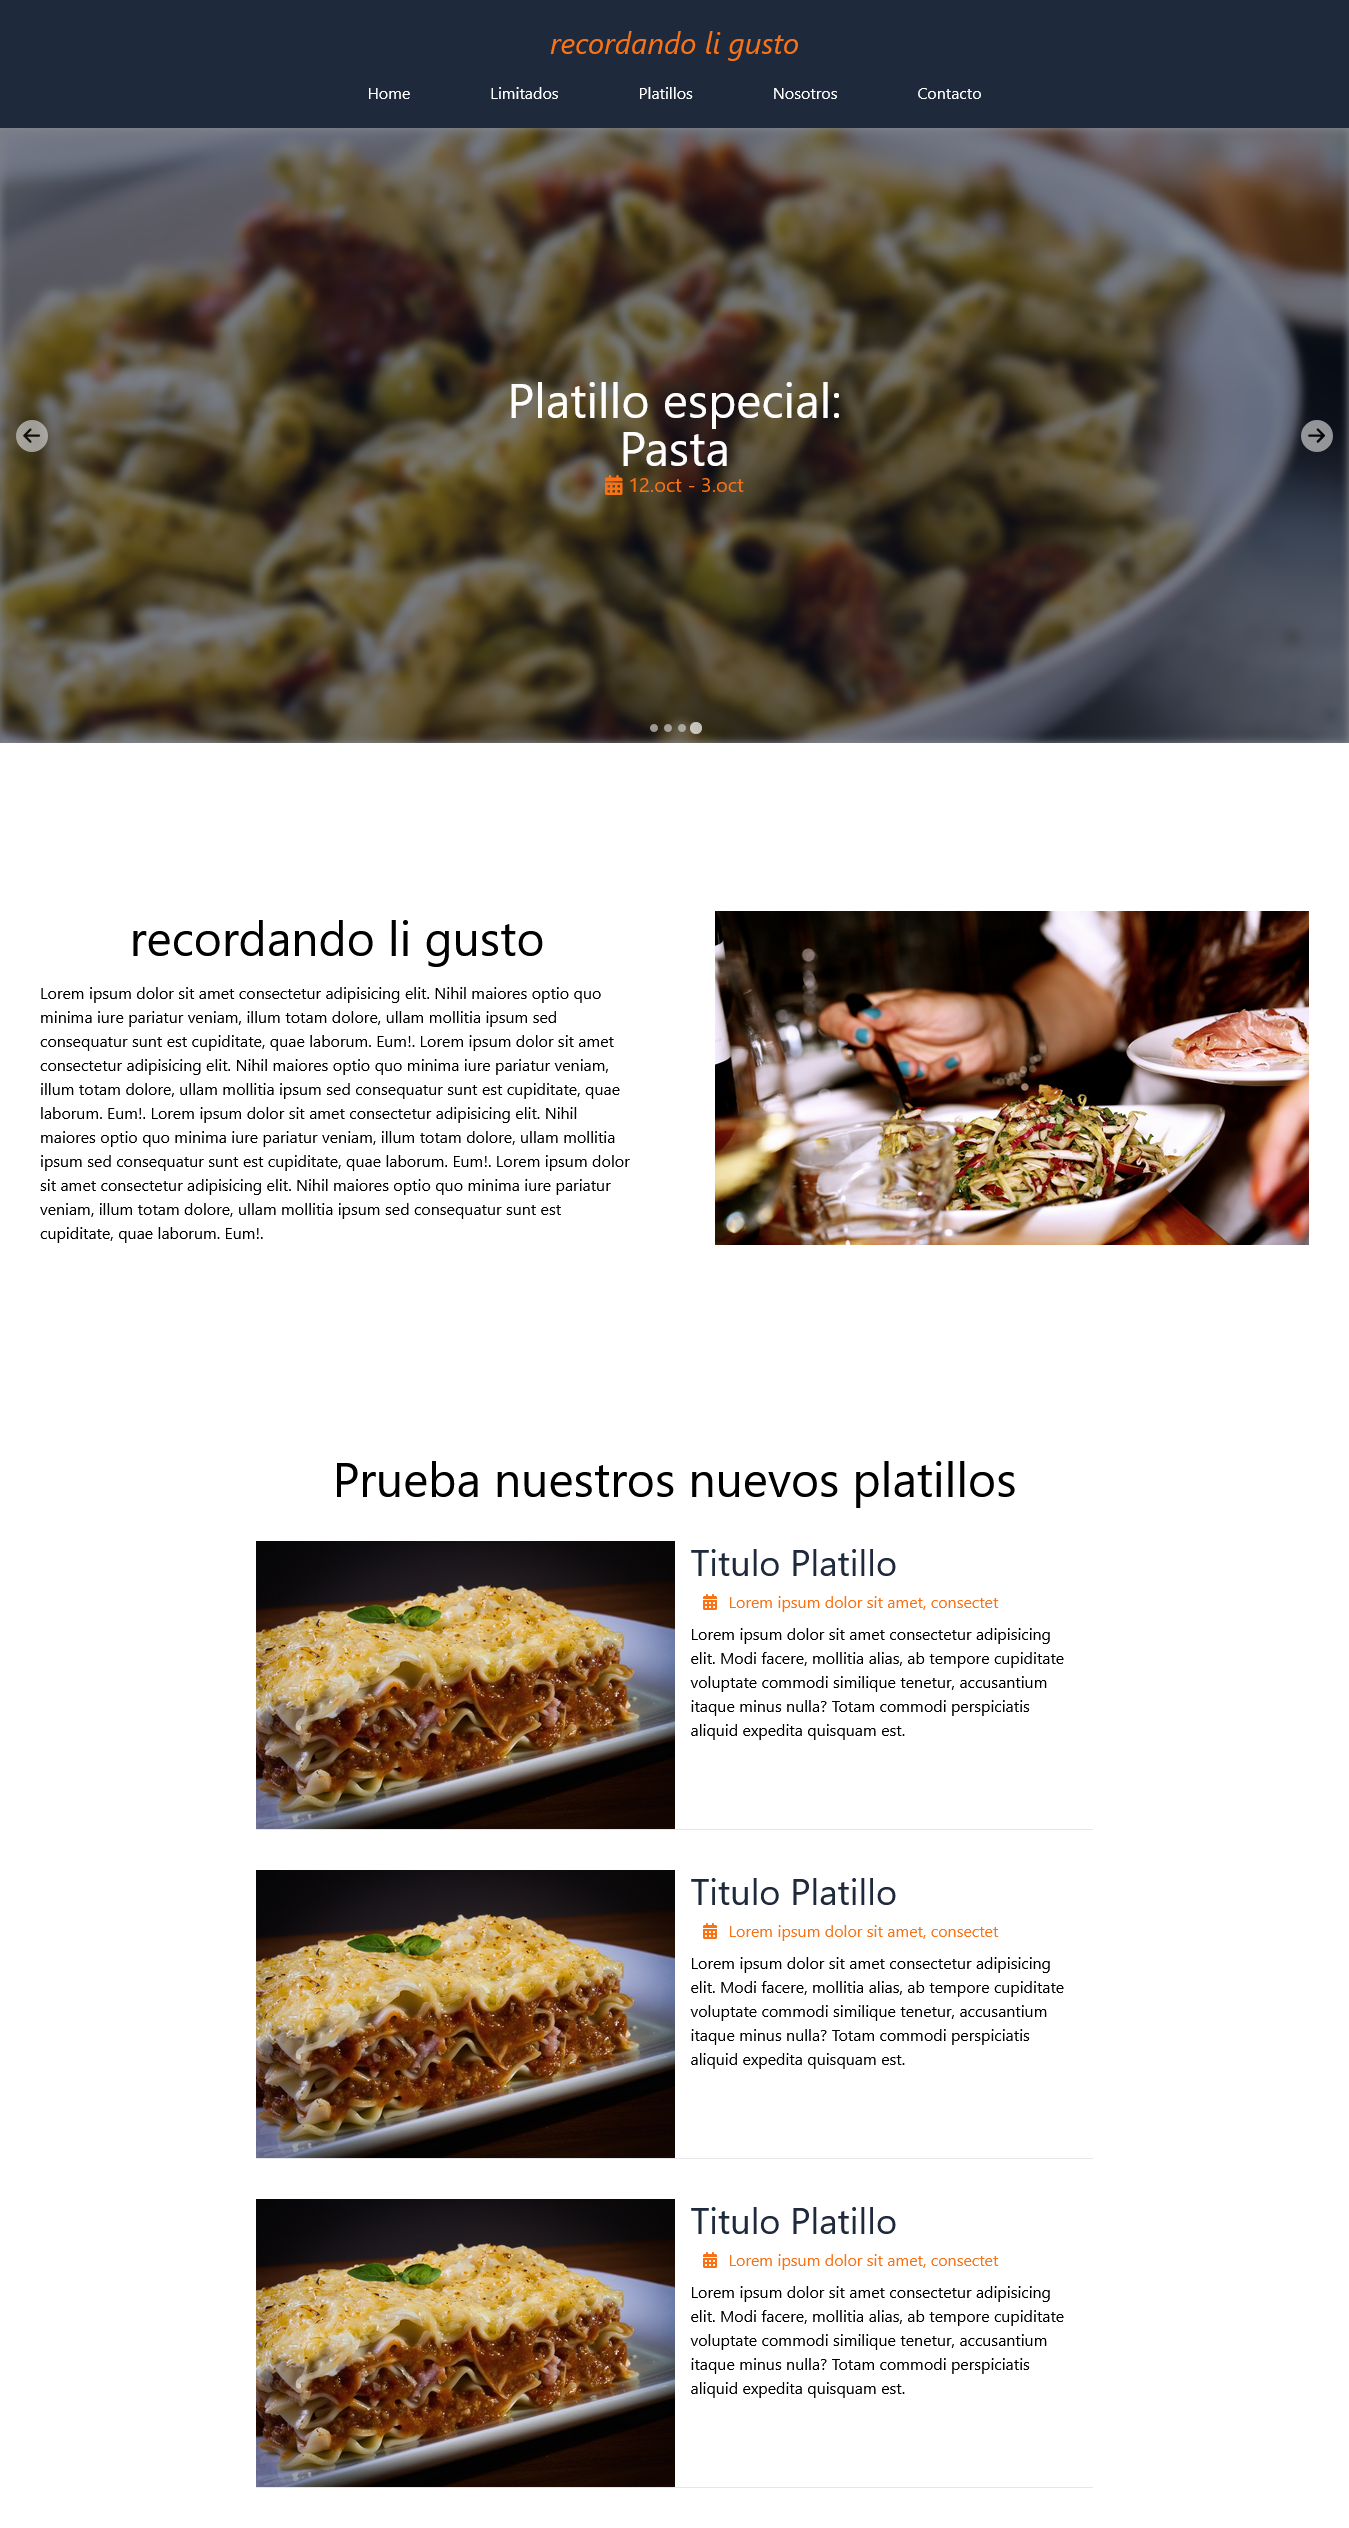 recordando li gusto
Home Limitados Platillos Nosotros Contacto
Platillo especial:
Pasta
12.oct - 3.oct
recordando li gusto
Lorem ipsum dolor sit amet consectetur adipisicing elit. Nihil maiores optio quo
minima iure pariatur veniam, illum totam dolore, ullam mollitia ipsum sed
consequatur sunt est cupiditate, quae laborum. Eum!. Lorem ipsum dolor sit amet
consectetur adipisicing elit. Nihil maiores optio quo minima iure pariatur veniam,
illum totam dolore, ullam mollitia ipsum sed consequatur sunt est cupiditate, quae
laborum. Eum!. Lorem ipsum dolor sit amet consectetur adipisicing elit. Nihil
maiores optio quo minima iure pariatur veniam, illum totam dolore, ullam mollitia
ipsum sed consequatur sunt est cupiditate, quae laborum. Eum!. Lorem ipsum dolor
sit amet consectetur adipisicing elit. Nihil maiores optio quo minima iure pariatur
veniam, illum totam dolore, ullam mollitia ipsum sed consequatur sunt est
cupiditate, quae laborum. Eum!.
Prueba nuestros nuevos platillos
Titulo Platillo
Lorem ipsum dolor sit amet, consectet
Lorem ipsum dolor sit amet consectetur adipisicing
elit. Modi facere, mollitia alias, ab tempore cupiditate
voluptate commodi similique tenetur, accusantium
itaque minus nulla? Totam commodi perspiciatis
aliquid expedita quisquam est.
Titulo Platillo
Lorem ipsum dolor sit amet, consectet
Lorem ipsum dolor sit amet consectetur adipisicing
elit. Modi facere, mollitia alias, ab tempore cupiditate
voluptate commodi similique tenetur, accusantium
itaque minus nulla? Totam commodi perspiciatis
aliquid expedita quisquam est.
Titulo Platillo
Lorem ipsum dolor sit amet, consectet
Lorem ipsum dolor sit amet consectetur adipisicing
elit. Modi facere, mollitia alias, ab tempore cupiditate
voluptate commodi similique tenetur, accusantium
itaque minus nulla? Totam commodi perspiciatis
aliquid expedita quisquam est.